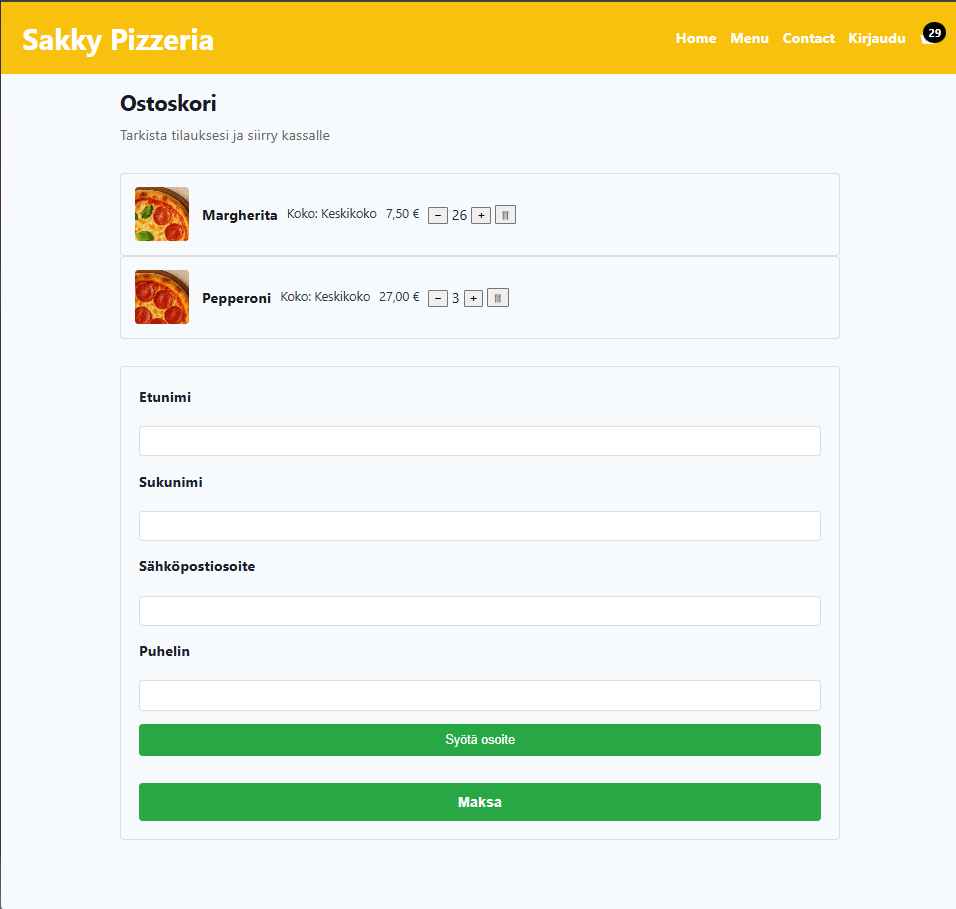 Sakky Pizzeria
Home Menu Contact Kirjaudu 29
Ostoskori
Tarkista tilauksesi ja siirry kassalle
Margherita Koko: Keskikoko 7,50 € − 26 +
Pepperoni Koko: Keskikoko 27,00 € − 3 +
Etunimi
Sukunimi
Sähköpostiosoite
Puhelin
Syötä osoite
Maksa